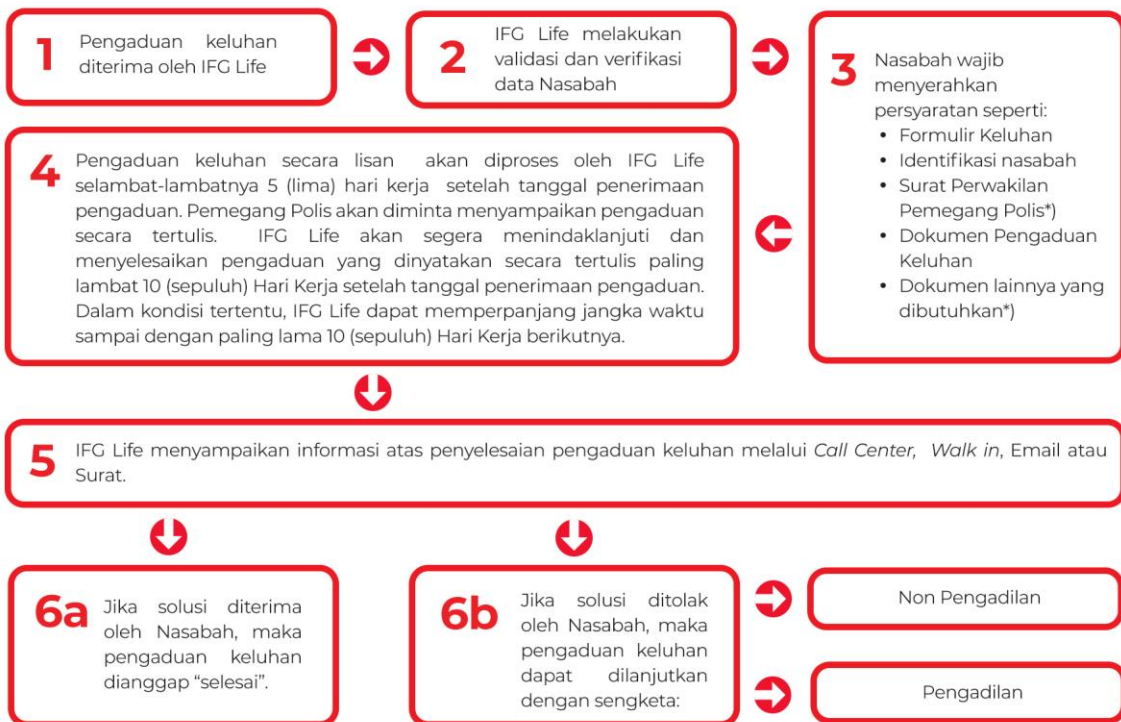 1
Pengaduan keluhan
diterima oleh IFG Life
2
IFG Life melakukan
validasi dan verifikasi
data Nasabah
3
Nasabah wajib
menyerahkan
persyaratan seperti:
• Formulir Keluhan
• Identifikasi nasabah
• Surat Perwakilan
Pemegang Polis*)
• Dokumen Pengaduan
Keluhan
• Dokumen lainnya yang
dibutuhkan*)
4
Pengaduan keluhan secara lisan akan diproses oleh IFG Life
selambat-lambatnya 5 (lima) hari kerja setelah tanggal penerimaan
pengaduan. Pemegang Polis akan diminta menyampaikan pengaduan
secara tertulis. IFG Life akan segera menindaklanjuti dan
menyelesaikan pengaduan yang dinyatakan secara tertulis paling
lambat 10 (sepuluh) Hari Kerja setelah tanggal penerimaan pengaduan.
Dalam kondisi tertentu, IFG Life dapat memperpanjang jangka waktu
sampai dengan paling lama 10 (sepuluh) Hari Kerja berikutnya.
5
IFG Life menyampaikan informasi atas penyelesaian pengaduan keluhan melalui Call Center, Walk in, Email atau
Surat.
6a
Jika solusi diterima
oleh Nasabah, maka
pengaduan keluhan
dianggap “selesai”.
6b
Jika solusi ditolak
oleh Nasabah, maka
pengaduan keluhan
dapat dilanjutkan
dengan sengketa:
Non Pengadilan
Pengadilan